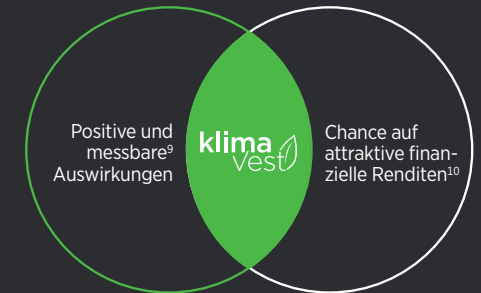 Positive und
messbare⁹
Auswirkungen
klima
Vest
Chance auf
attraktive finan-
zielle Renditen¹⁰